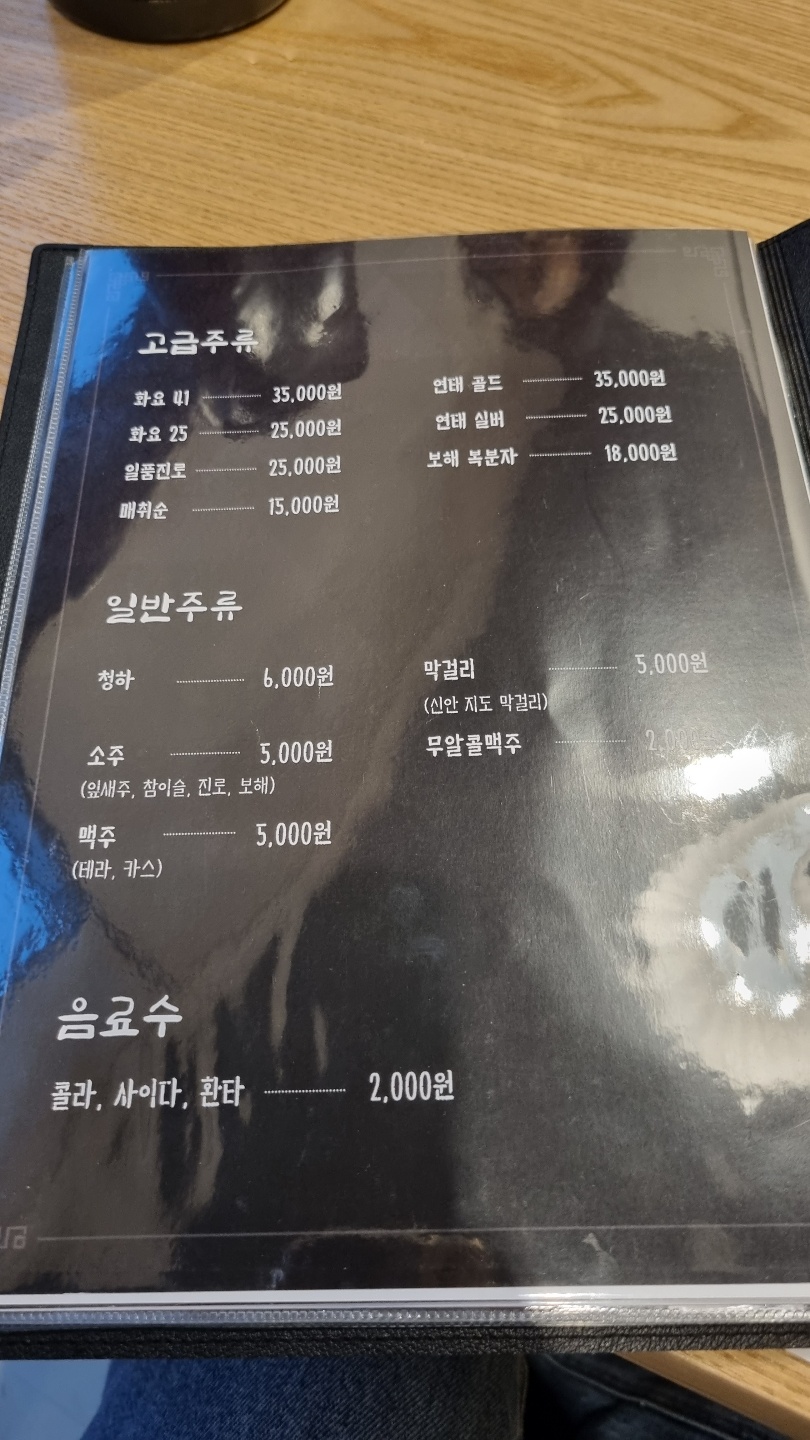 고급주류
화요 41 35,000원
화요 25 25,000원
일품진로 25,000원
매취순 15,000원
연태 골드 35,000원
연태 실버 25,000원
보해 복분자 18,000원
일반주류
청하 6,000원
소주 5,000원
(잎새주, 참이슬, 진로, 보해)
맥주 5,000원
(테라, 카스)
막걸리 5,000원
(신안 지도 막걸리)
무알콜맥주
음료수
콜라, 사이다, 환타 2,000원